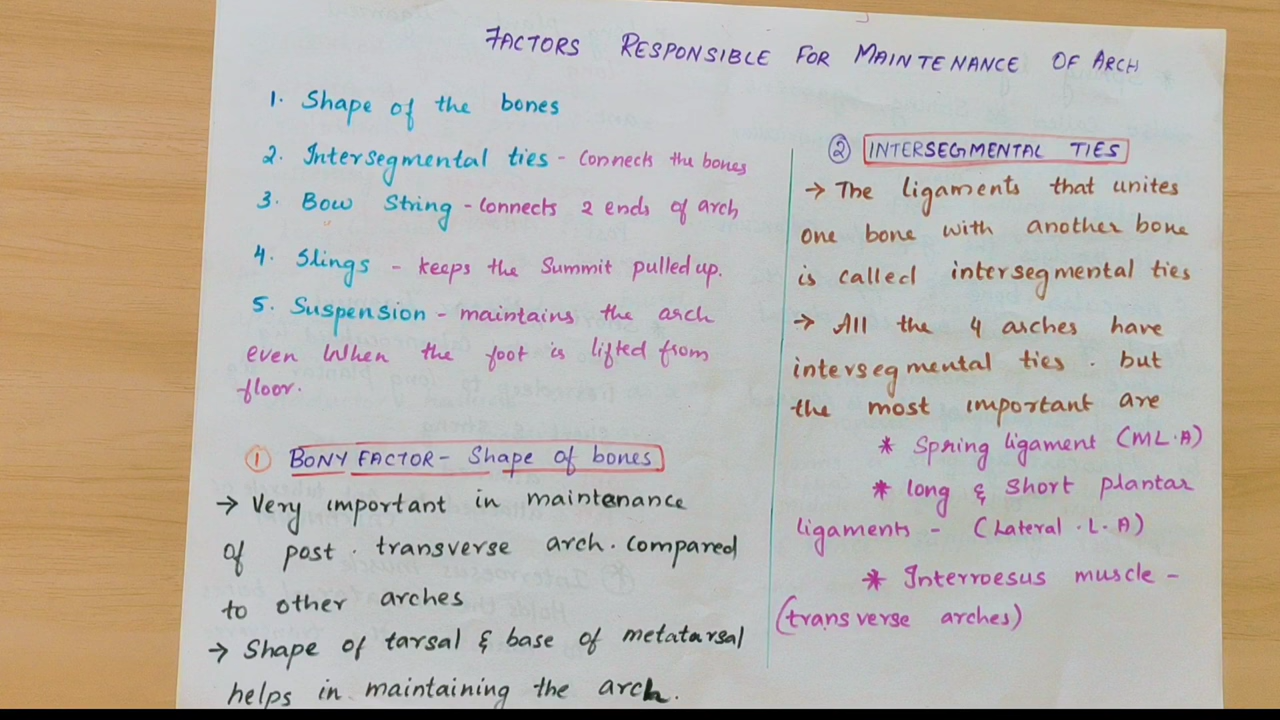 FACTORS RESPONSIBLE FOR MAINTENANCE OF ARCH
1. Shape of the bones
2. Intersegmental ties - Connects the bones
3. Bow String - Connects 2 ends of arch
4. Slings - keeps the Summit pulled up.
5. Suspension - maintains the arch
even When the foot is lifted from
floor.
① BONY FACTOR - Shape of bones
→ Very important in maintenance
of post. transverse arch. Compared
to other arches
→ Shape of tarsal & base of metatarsal
helps in maintaining the arch.
② INTERSEGMENTAL TIES
→ The ligaments that unites
one bone with another bone
is called intersegmental ties
→ All the 4 arches have
intersegmental ties. but
the most important are
* Spring ligament (ML.A)
* long & Short plantar
ligaments - (Lateral.L.A)
* Interroesus muscle -
(transverse arches)